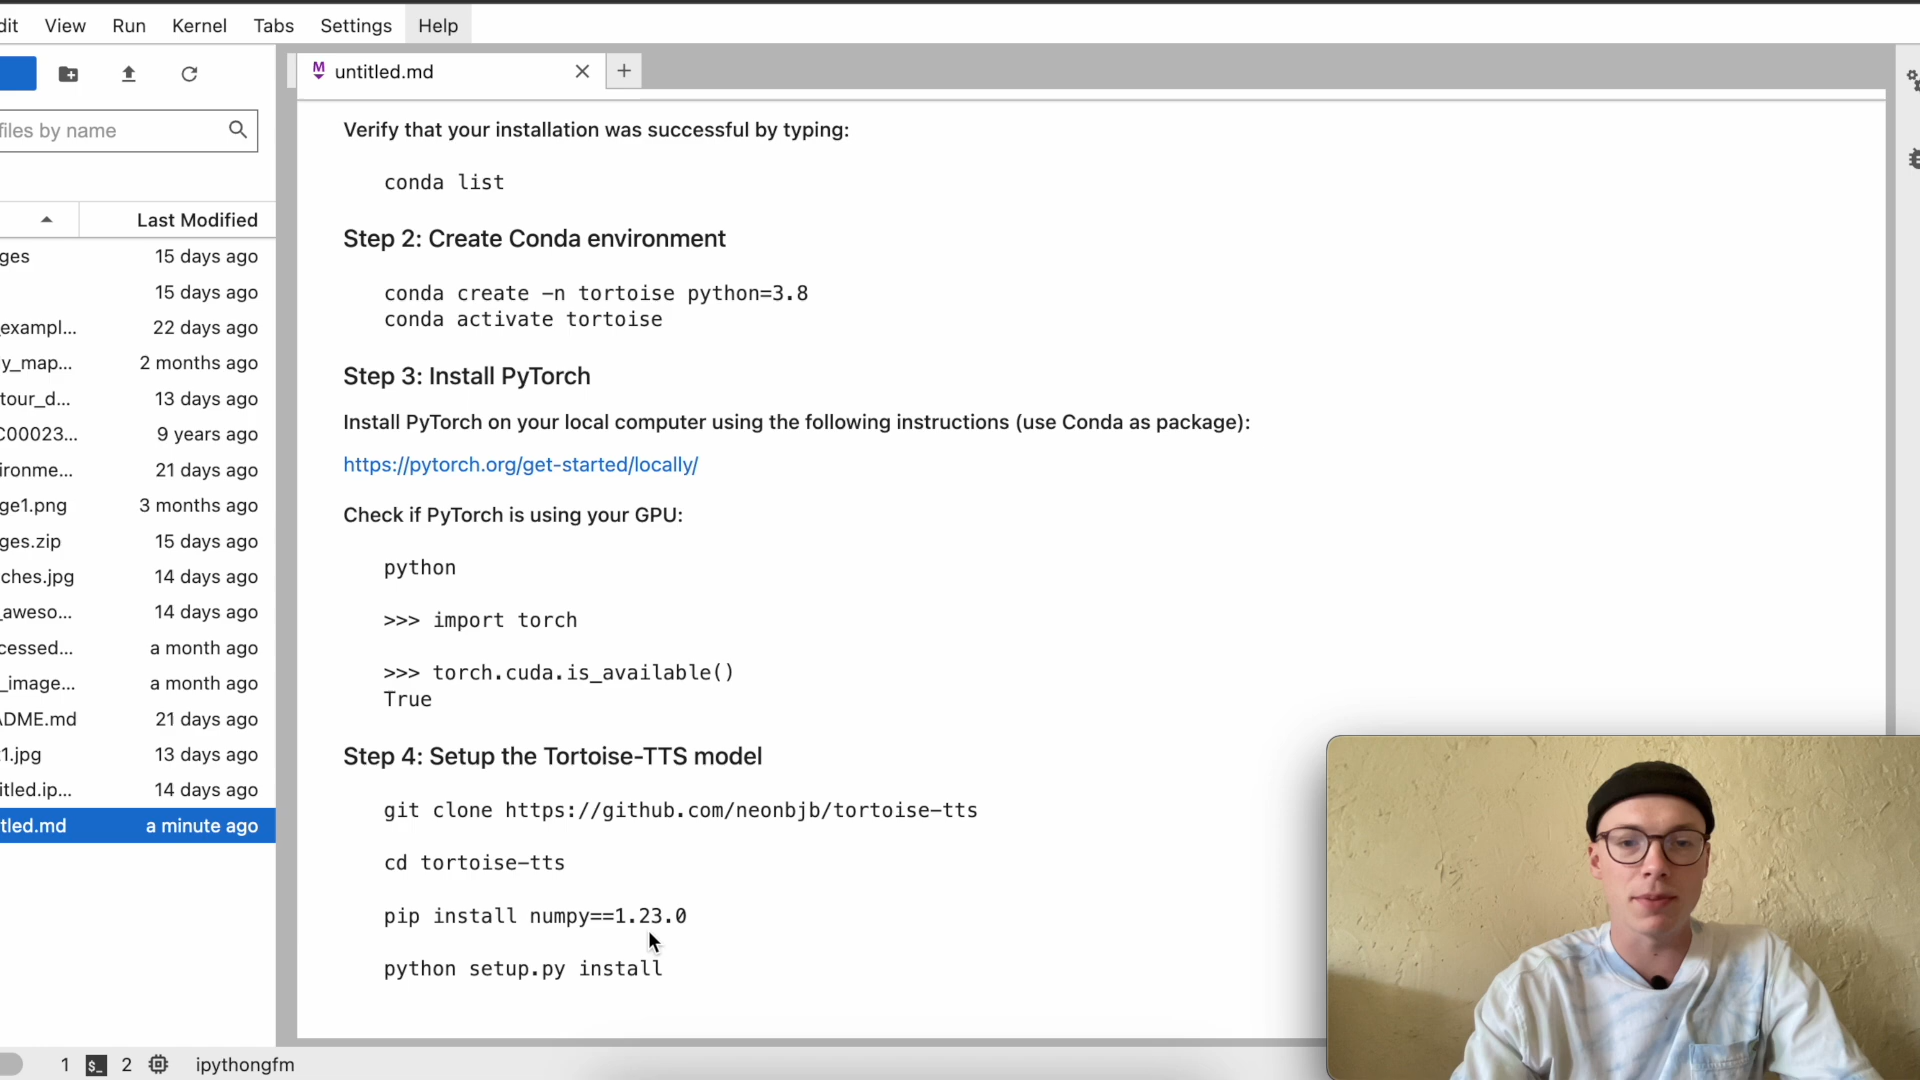 dit View Run Kernel Tabs Settings Help
untitled.md
files by name
Last Modified
ges 15 days ago
15 days ago
exampl... 22 days ago
y_map... 2 months ago
tour_d... 13 days ago
C00023... 9 years ago
ironme... 21 days ago
ge1.png 3 months ago
ges.zip 15 days ago
ches.jpg 14 days ago
_aweso... 14 days ago
cessed... a month ago
_image... a month ago
ADME.md 21 days ago
1.jpg 13 days ago
itled.ip... 14 days ago
tled.md a minute ago
Verify that your installation was successful by typing:
conda list
Step 2: Create Conda environment
conda create -n tortoise python=3.8
conda activate tortoise
Step 3: Install PyTorch
Install PyTorch on your local computer using the following instructions (use Conda as package):
https://pytorch.org/get-started/locally/
Check if PyTorch is using your GPU:
python
>>> import torch
>>> torch.cuda.is_available()
True
Step 4: Setup the Tortoise-TTS model
git clone https://github.com/neonbjb/tortoise-tts
cd tortoise-tts
pip install numpy==1.23.0
python setup.py install
1 $_ 2 ipythongfm